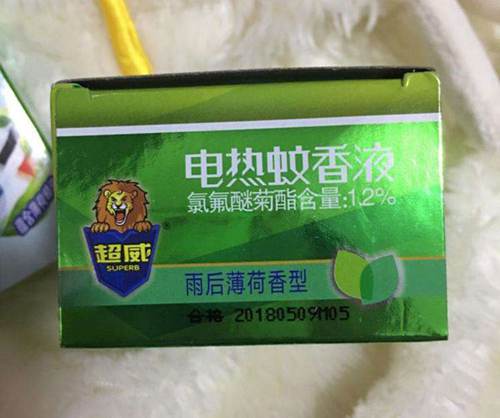 电热蚊香液
氯氟醚菊酯含量:1.2%
超威
SUPERB
雨后薄荷香型
合格 20180509M05